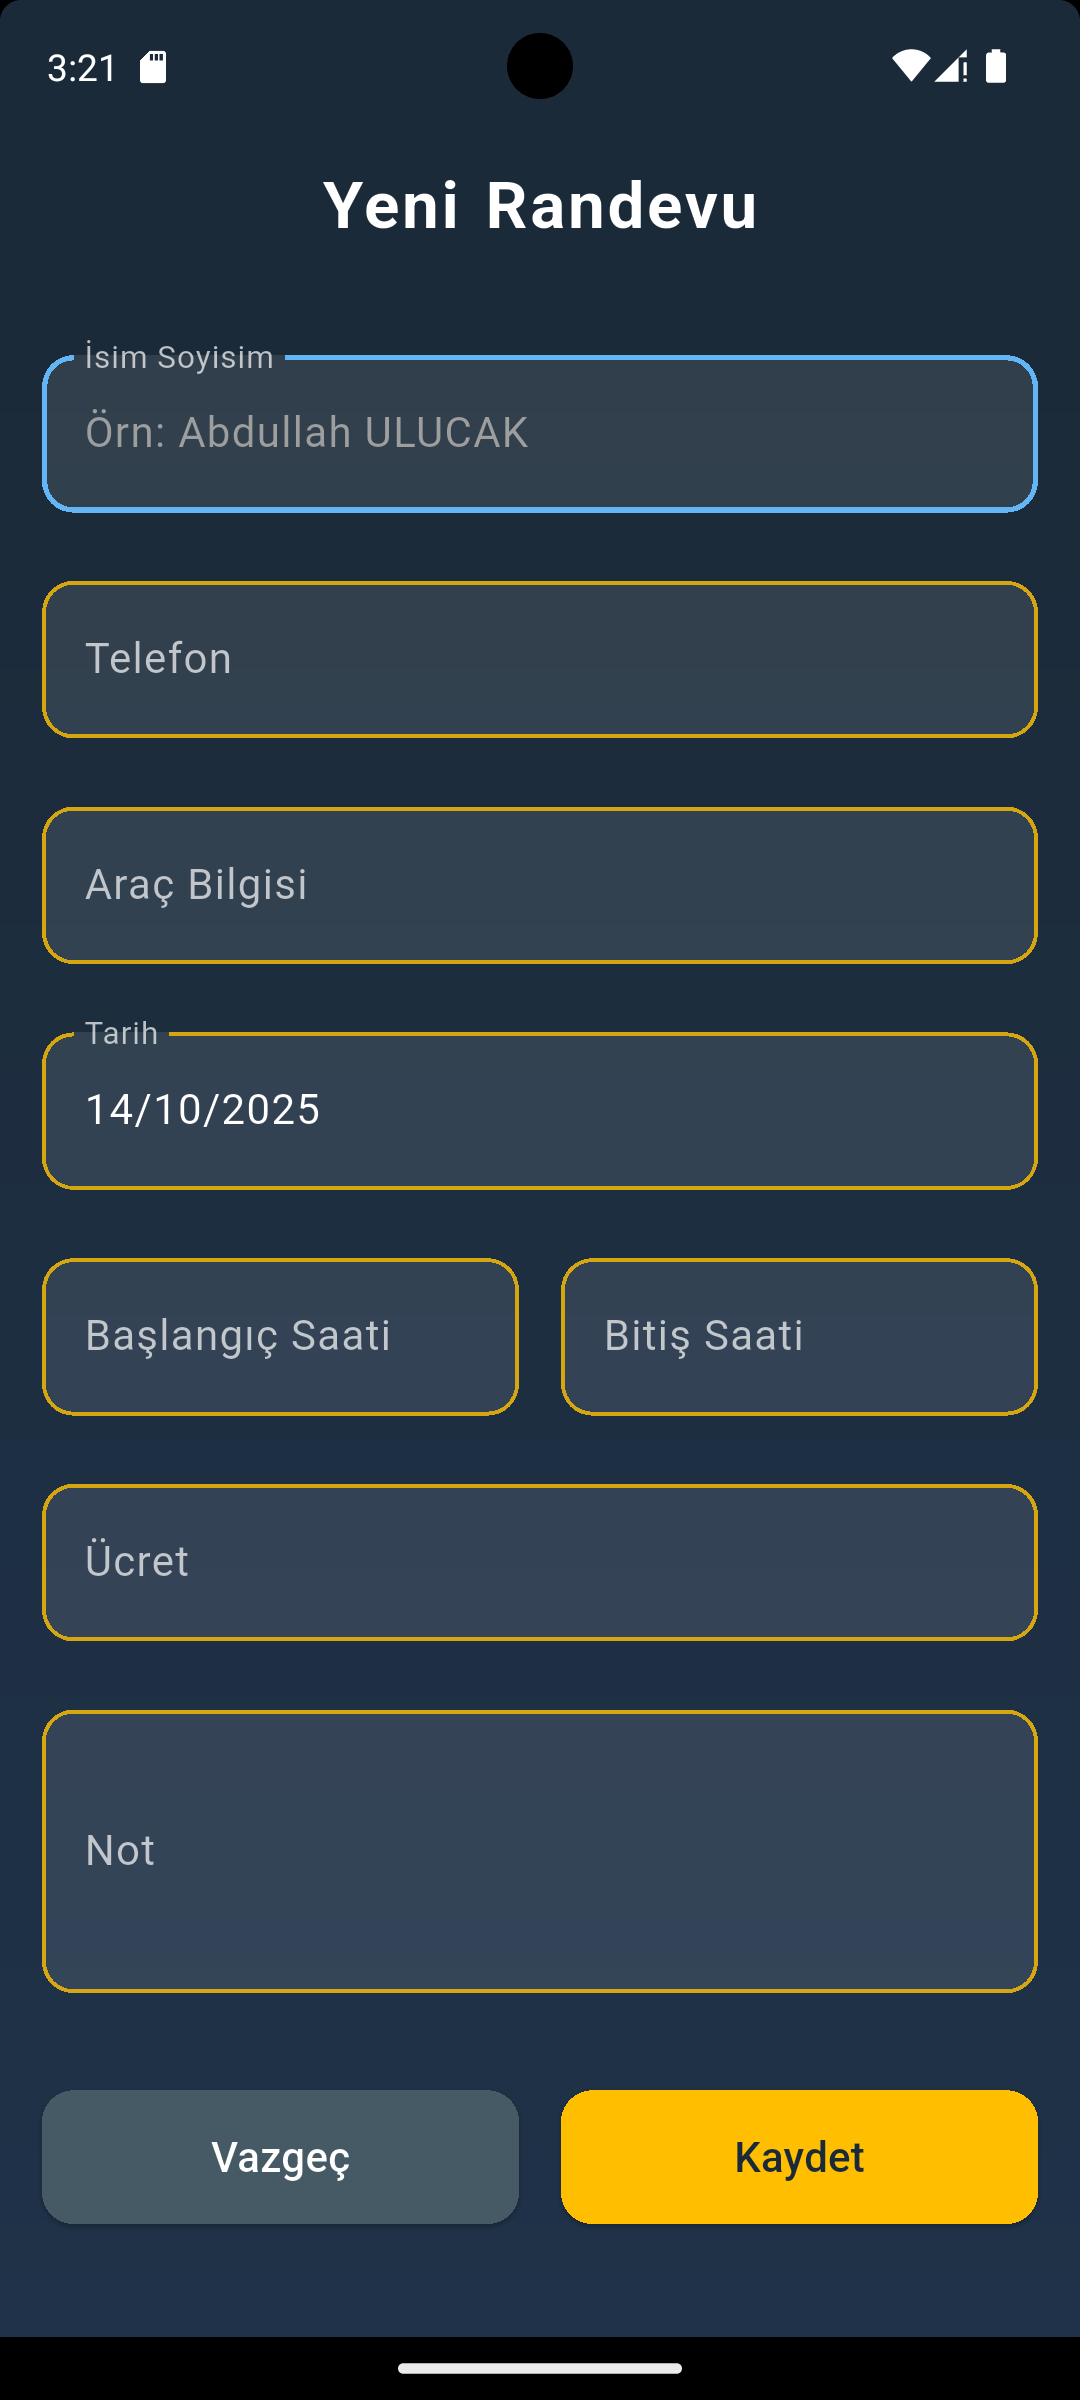 3:21
Yeni Randevu
İsim Soyisim
Örn: Abdullah ULUCAK
Telefon
Araç Bilgisi
Tarih
14/10/2025
Başlangıç Saati
Bitiş Saati
Ücret
Not
Vazgeç
Kaydet